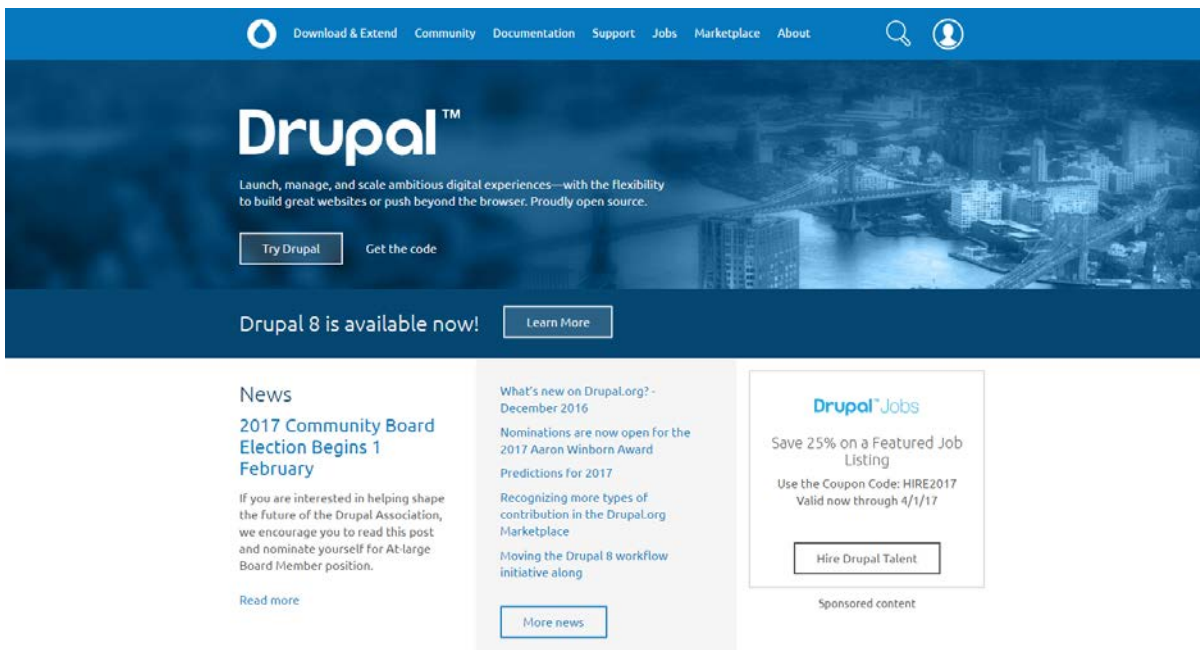 Download & Extend Community Documentation Support Jobs Marketplace About
Drupal™
Launch, manage, and scale ambitious digital experiences—with the flexibility
to build great websites or push beyond the browser. Proudly open source.
Try Drupal Get the code
Drupal 8 is available now! Learn More
News
2017 Community Board
Election Begins 1
February
If you are interested in helping shape
the future of the Drupal Association,
we encourage you to read this post
and nominate yourself for At-large
Board Member position.
Read more
What's new on Drupal.org? -
December 2016
Nominations are now open for the
2017 Aaron Winborn Award
Predictions for 2017
Recognizing more types of
contribution in the Drupal.org
Marketplace
Moving the Drupal 8 workflow
initiative along
More news
Drupal™Jobs
Save 25% on a Featured Job
Listing
Use the Coupon Code: HIRE2017
Valid now through 4/1/17
Hire Drupal Talent
Sponsored content